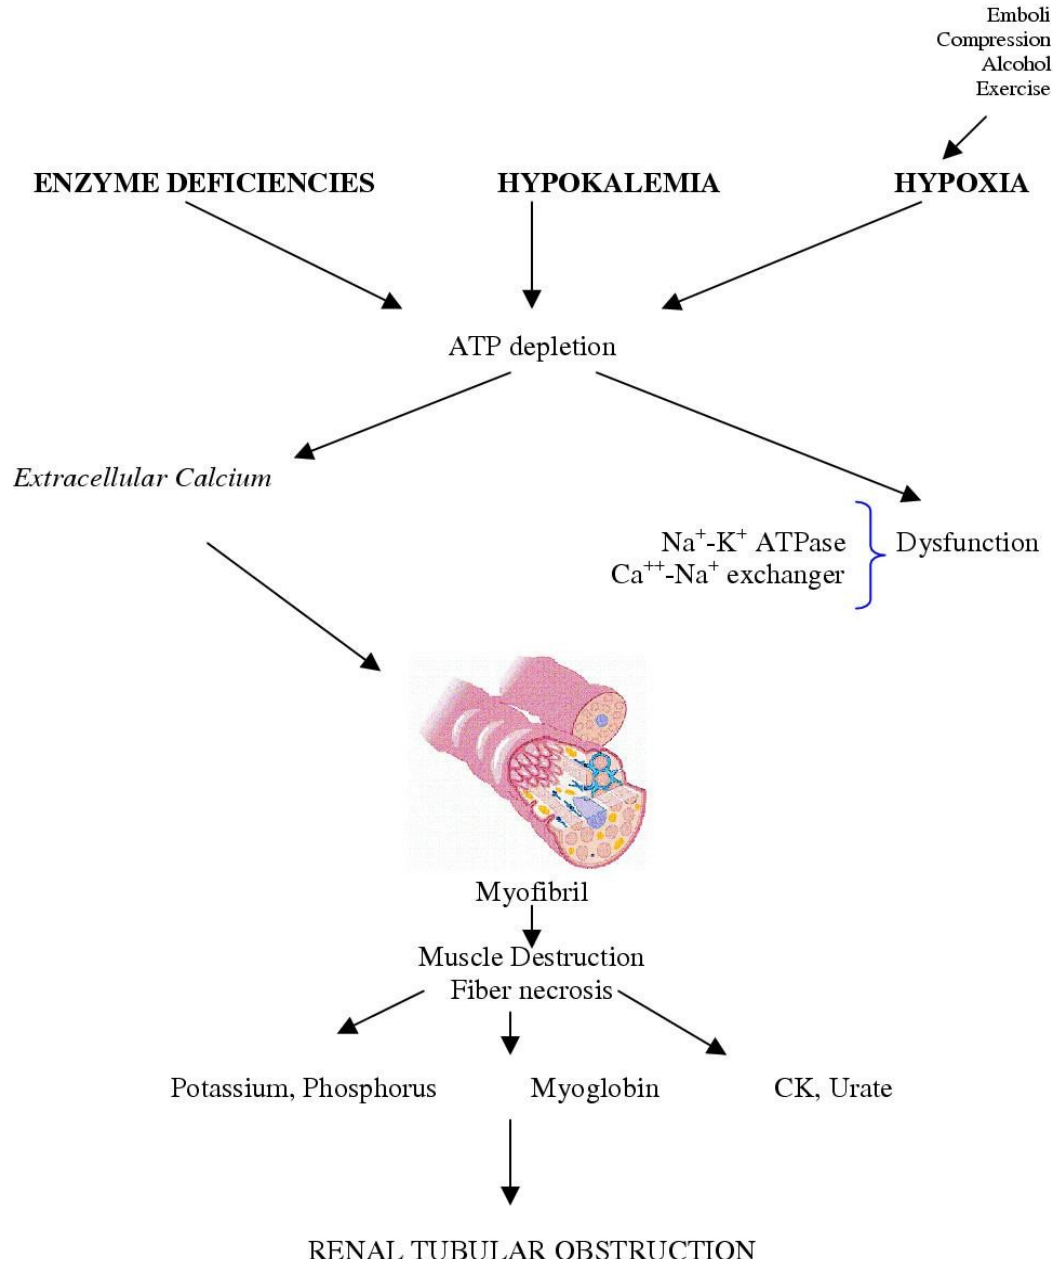 Emboli
Compression
Alcohol
Exercise
ENZYME DEFICIENCIES HYPOKALEMIA HYPOXIA
ATP depletion
Extracellular Calcium
Na⁺-K⁺ ATPase
Dysfunction
Ca⁺⁺-Na⁺ exchanger
Myofibril
Muscle Destruction
Fiber necrosis
Potassium, Phosphorus Myoglobin CK, Urate
RENAL TUBULAR OBSTRUCTION